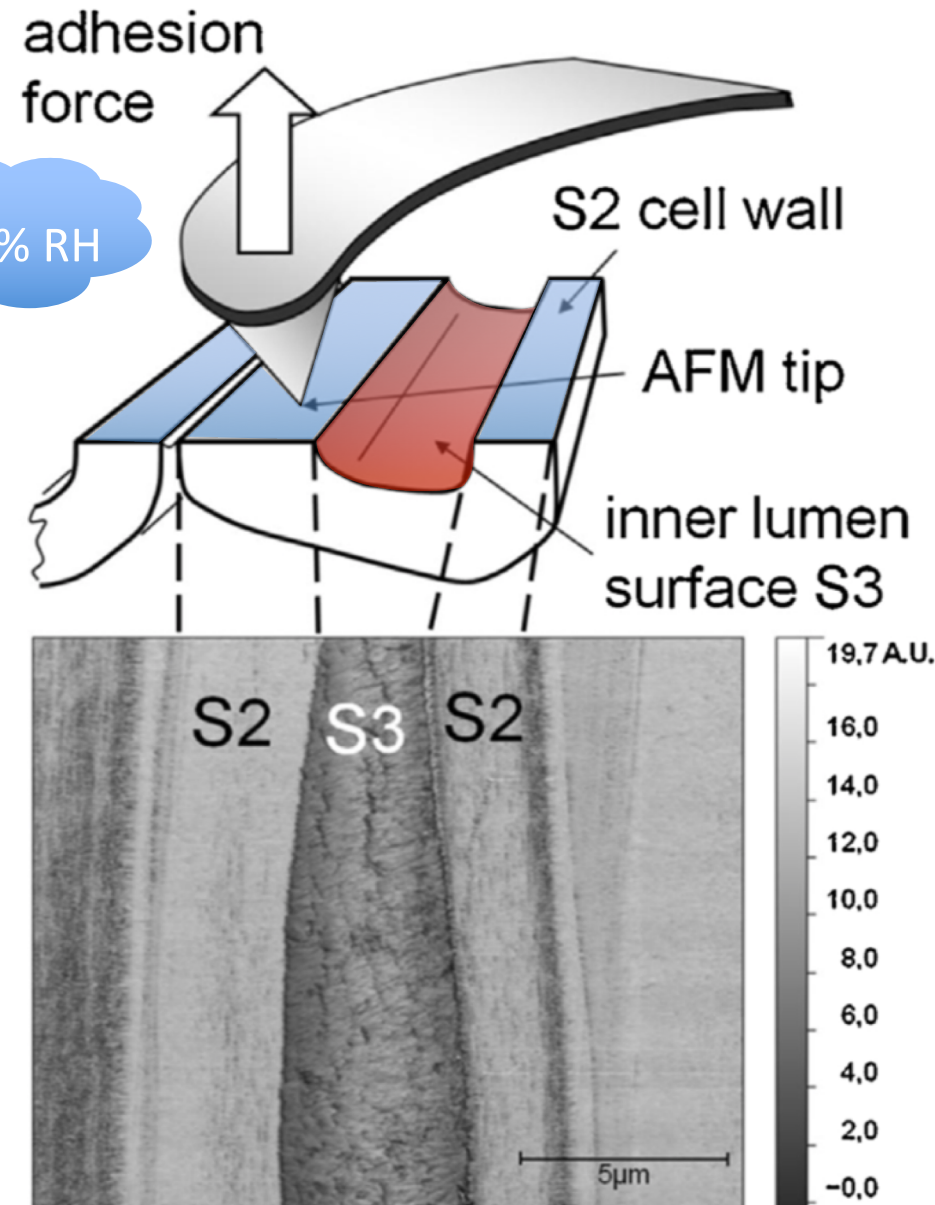 adhesion
force
% RH
S2 cell wall
AFM tip
inner lumen
surface S3
S2
S3
S2
19,7 A.U.
16,0
14,0
12,0
10,0
8,0
6,0
4,0
2,0
−0,0
5µm